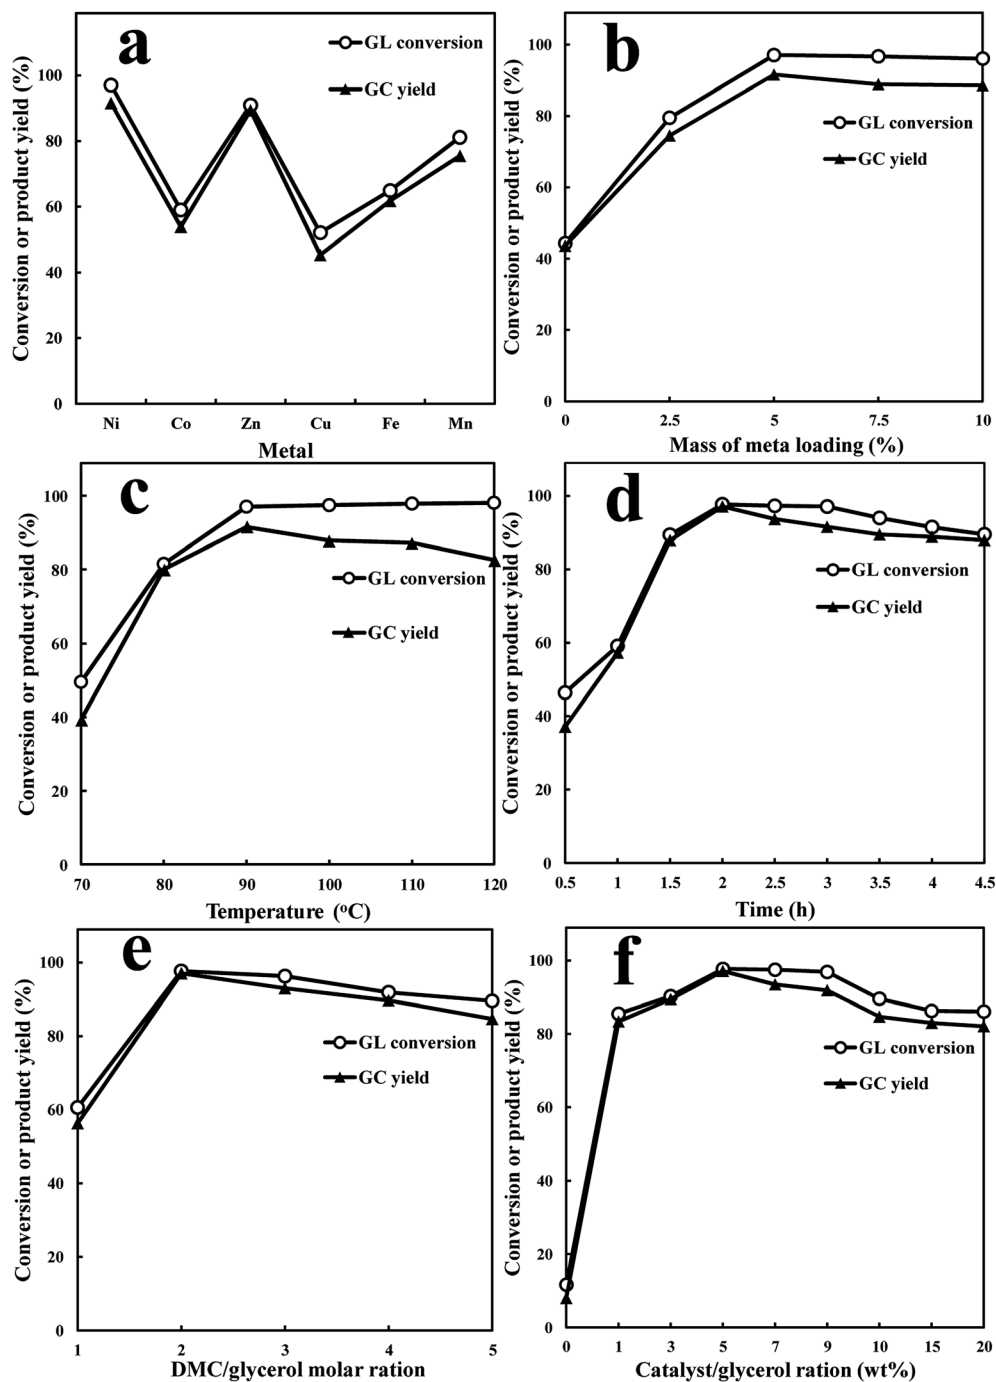 a
GL conversion
GC yield
Conversion or product yield (%)
100
80
60
40
20
0
Ni Co Zn Cu Fe Mn
Metal
b
GL conversion
GC yield
Conversion or product yield (%)
100
80
60
40
20
0
0 2.5 5 7.5 10
Mass of meta loading (%)
c
GL conversion
GC yield
Conversion or product yield (%)
100
80
60
40
20
0
70 80 90 100 110 120
Temperature (oC)
d
GL conversion
GC yield
Conversion or product yield (%)
100
80
60
40
20
0
0.5 1 1.5 2 2.5 3 3.5 4 4.5
Time (h)
e
GL conversion
GC yield
Conversion or product yield (%)
100
80
60
40
20
0
1 2 3 4 5
DMC/glycerol molar ration
f
GL conversion
GC yield
Conversion or product yield (%)
100
80
60
40
20
0
0 1 3 5 7 9 10 15 20
Catalyst/glycerol ration (wt%)